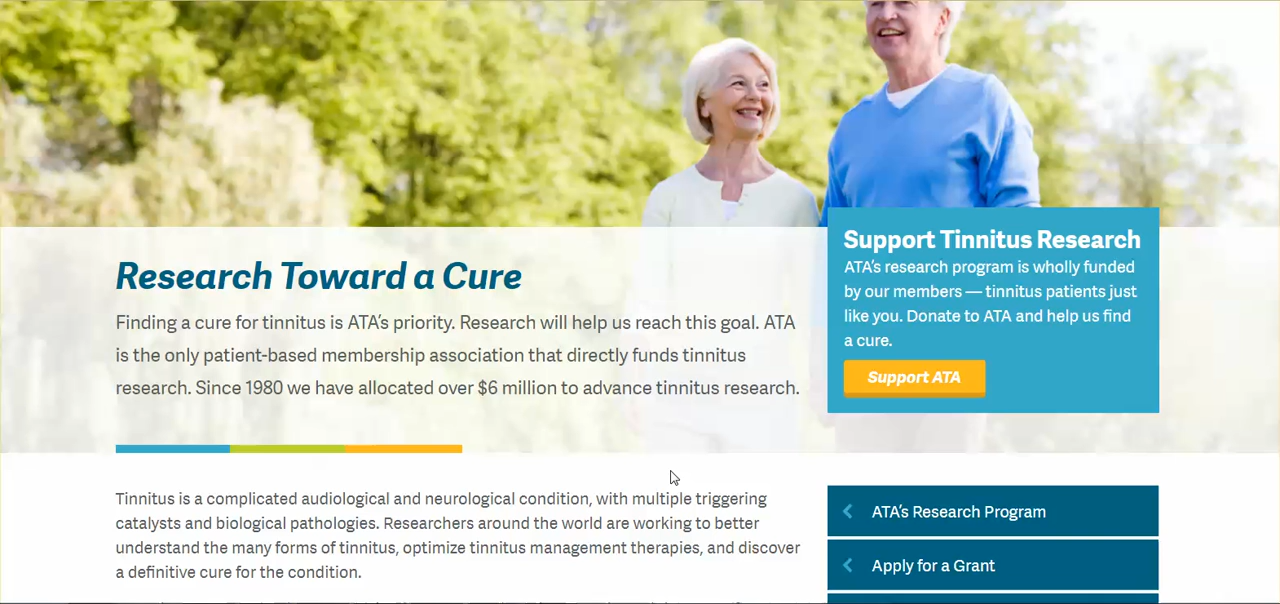 Research Toward a Cure
Finding a cure for tinnitus is ATA's priority. Research will help us reach this goal. ATA
is the only patient-based membership association that directly funds tinnitus
research. Since 1980 we have allocated over $6 million to advance tinnitus research.
Support Tinnitus Research
ATA's research program is wholly funded
by our members — tinnitus patients just
like you. Donate to ATA and help us find
a cure.
Support ATA
Tinnitus is a complicated audiological and neurological condition, with multiple triggering
catalysts and biological pathologies. Researchers around the world are working to better
understand the many forms of tinnitus, optimize tinnitus management therapies, and discover
a definitive cure for the condition.
ATA's Research Program
Apply for a Grant